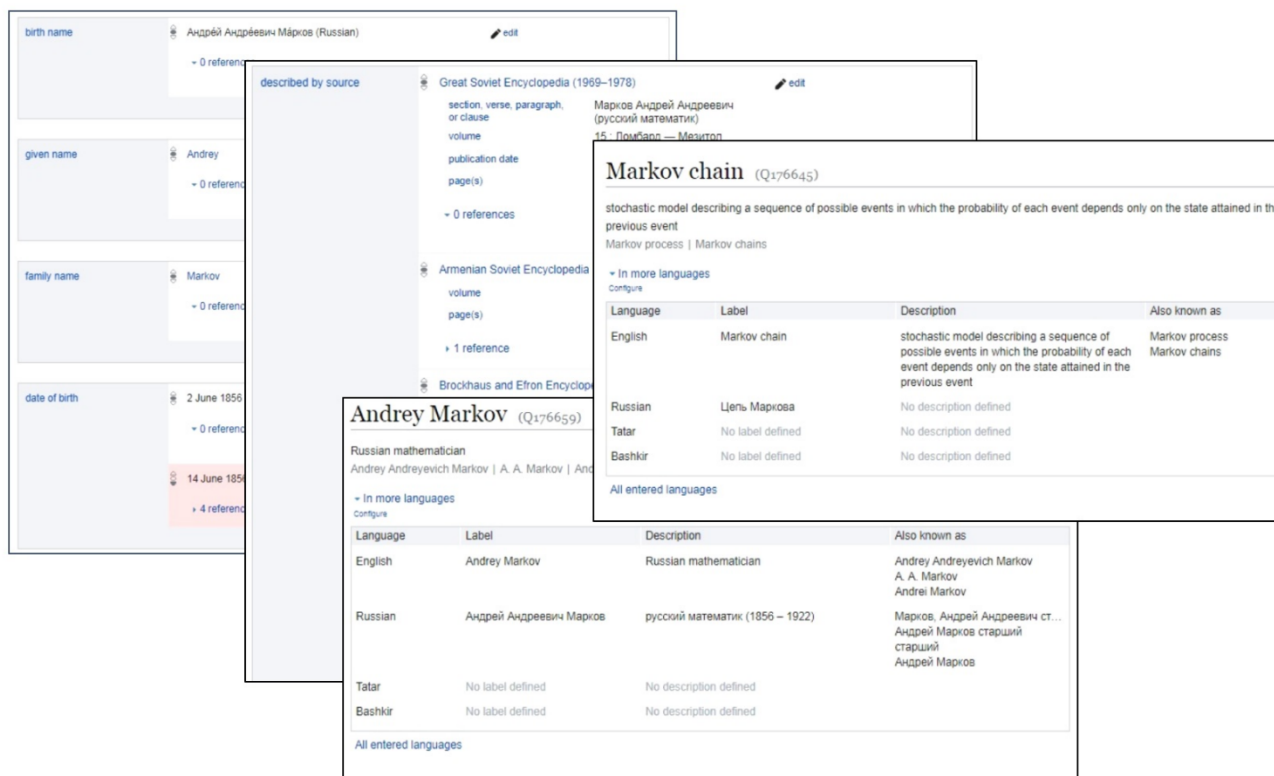 birth name
Андре́й Андре́евич Ма́рков (Russian)
edit
0 referenc
given name
Andrey
0 referenc
family name
Markov
0 referenc
date of birth
2 June 1856
0 referenc
14 June 1856
4 referenc
described by source
Great Soviet Encyclopedia (1969–1978)
edit
section, verse, paragraph, or clause
Марков Андрей Андреевич
(русский математик)
volume
15 : Ломбард — Мезитол
publication date
page(s)
0 references
Armenian Soviet Encyclopedia
volume
page(s)
1 reference
Brockhaus and Efron Encyclope
Markov chain (Q176645)
stochastic model describing a sequence of possible events in which the probability of each event depends only on the state attained in the
previous event
Markov process | Markov chains
In more languages
Configure
Language Label Description Also known as
English Markov chain stochastic model describing a sequence of Markov process
possible events in which the probability of each Markov chains
event depends only on the state attained in the
previous event
Russian Цепь Маркова No description defined
Tatar No label defined No description defined
Bashkir No label defined No description defined
All entered languages
Andrey Markov (Q176659)
Russian mathematician
Andrey Andreyevich Markov | A. A. Markov | And
In more languages
Configure
Language Label Description Also known as
English Andrey Markov Russian mathematician Andrey Andreyevich Markov
A. A. Markov
Andrei Markov
Russian Андрей Андреевич Марков русский математик (1856 – 1922) Марков, Андрей Андреевич ст...
Андрей Марков старший
старший
Андрей Марков
Tatar No label defined No description defined
Bashkir No label defined No description defined
All entered languages